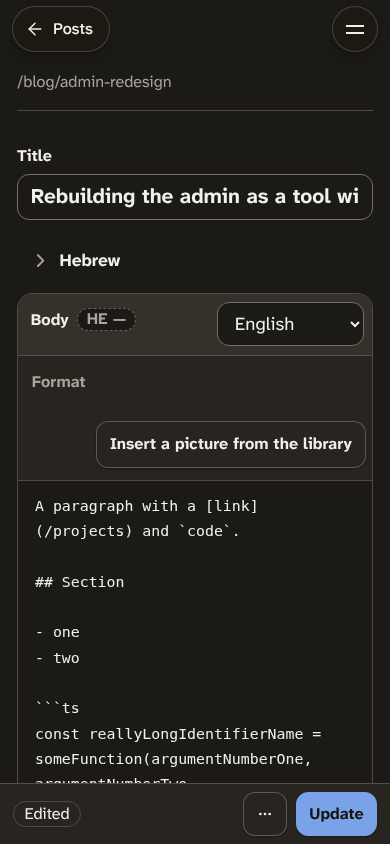 Posts
/blog/admin-redesign
Title
Rebuilding the admin as a tool wi
Hebrew
Body HE — English
Format
Insert a picture from the library
A paragraph with a [link]
(/projects) and `code`.
## Section
- one
- two
```ts
const reallyLongIdentifierName =
someFunction(argumentNumberOne,
argumentNumberTwo
Edited ... Update